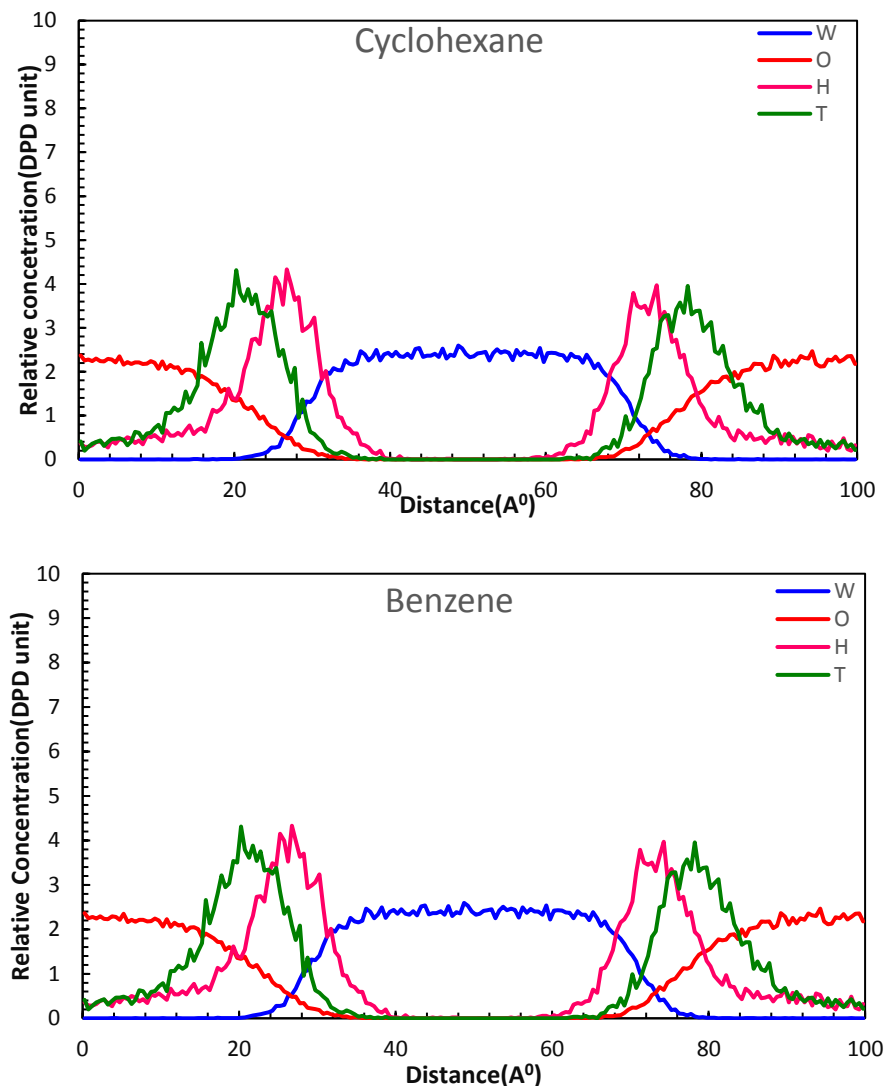 Cyclohexane
W
O
H
T
Relative concetration(DPD unit)
10
9
8
7
6
5
4
3
2
1
0
0 20 40 60 80 100
Distance(A⁰)
Benzene
W
O
H
T
Relative Concentration(DPD unit)
10
9
8
7
6
5
4
3
2
1
0
0 20 40 60 80 100
Distance(A⁰)